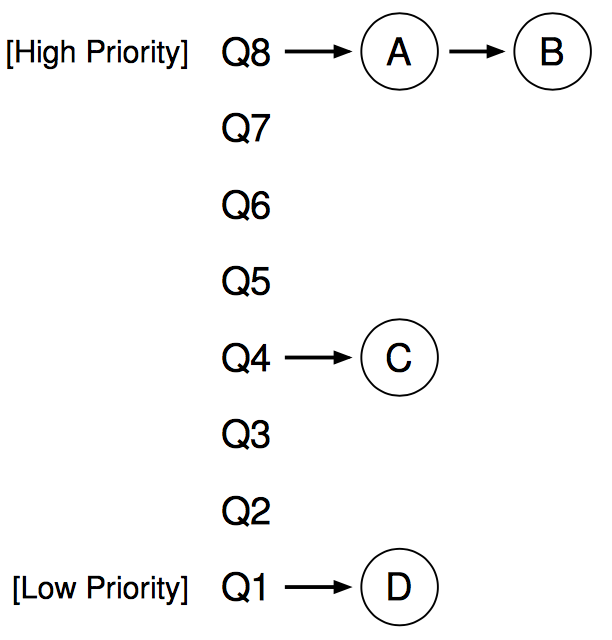 [High Priority] Q8 A B
Q7
Q6
Q5
Q4 C
Q3
Q2
[Low Priority] Q1 D